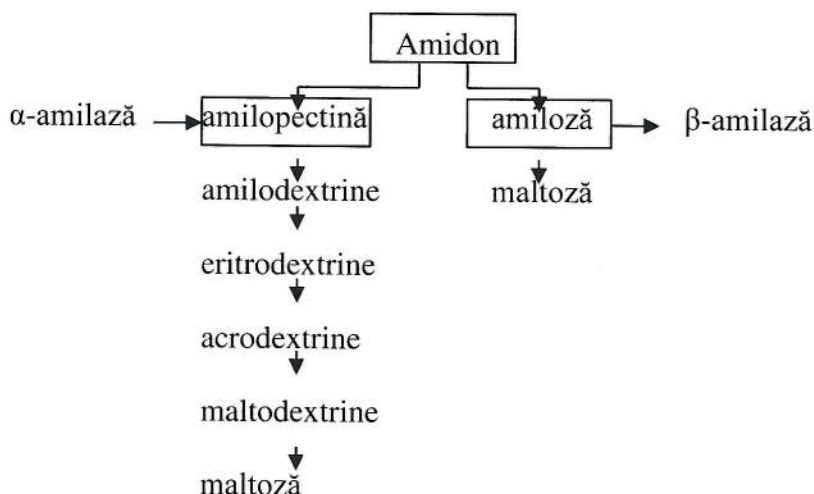 Amidon
α-amilază amilopectină amiloză β-amilază
amilodextrine maltoză
eritrodextrine
acrodextrine
maltodextrine
maltoză